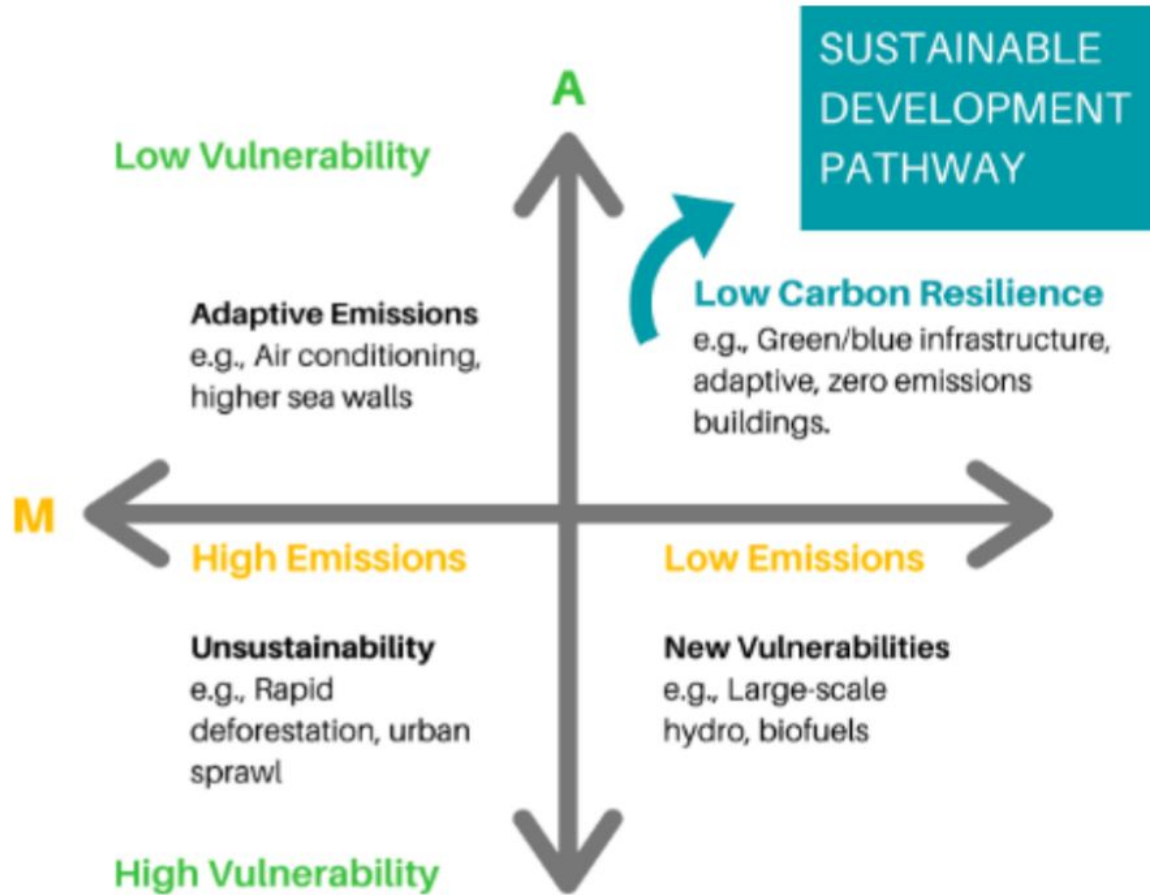 SUSTAINABLE
DEVELOPMENT
PATHWAY
A
Low Vulnerability
Adaptive Emissions
e.g., Air conditioning,
higher sea walls
Low Carbon Resilience
e.g., Green/blue infrastructure,
adaptive, zero emissions
buildings.
M
High Emissions
Low Emissions
Unsustainability
e.g., Rapid
deforestation, urban
sprawl
New Vulnerabilities
e.g., Large-scale
hydro, biofuels
High Vulnerability